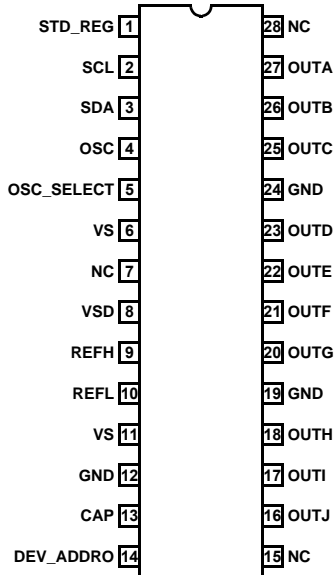 STD_REG 1 28 NC
SCL 2 27 OUTA
SDA 3 26 OUTB
OSC 4 25 OUTC
OSC_SELECT 5 24 GND
VS 6 23 OUTD
NC 7 22 OUTE
VSD 8 21 OUTF
REFH 9 20 OUTG
REFL 10 19 GND
VS 11 18 OUTH
GND 12 17 OUTI
CAP 13 16 OUTJ
DEV_ADDRO 14 15 NC